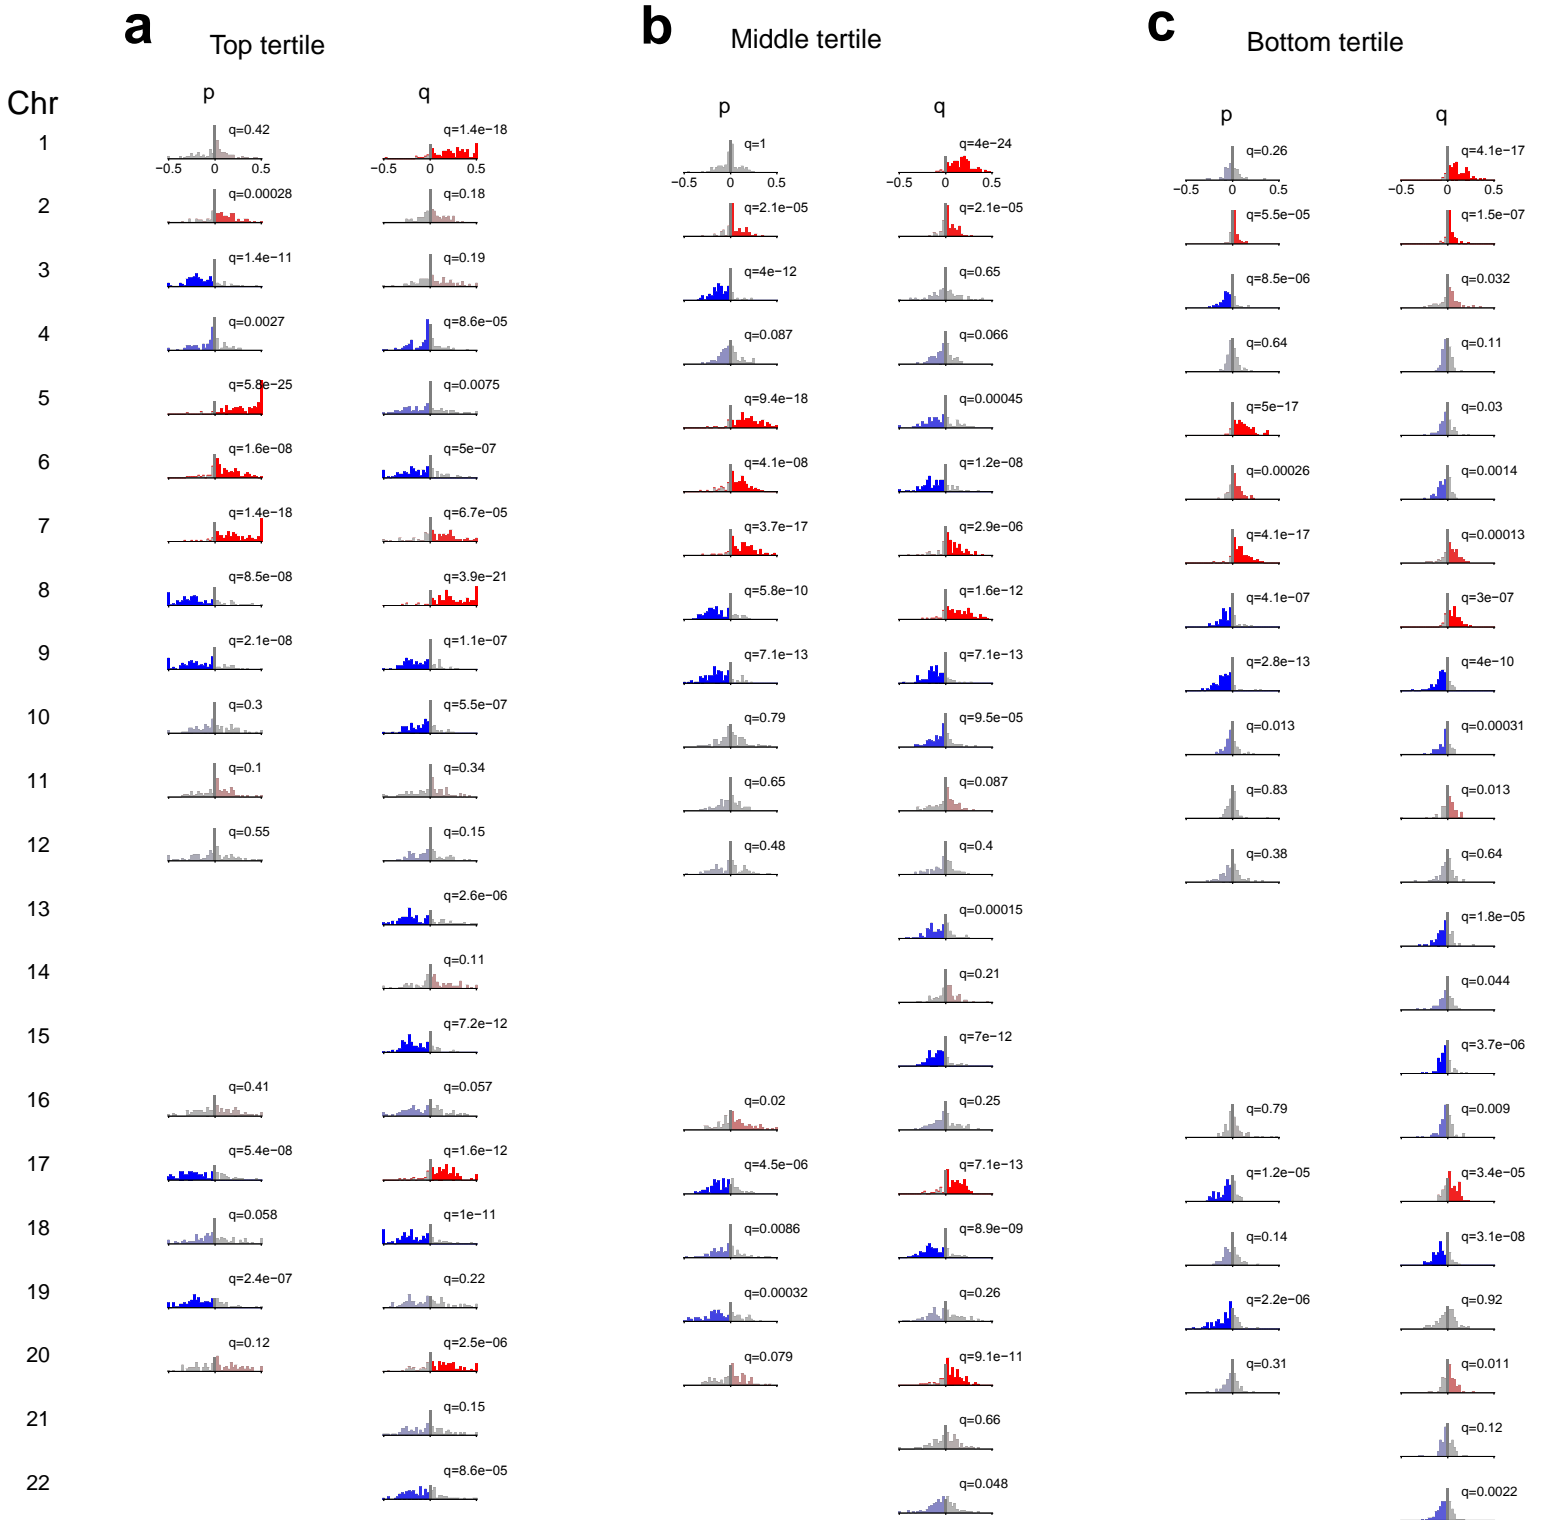 a Top tertile b Middle tertile c Bottom tertile
Chr p q p q p q
1 q=0.42 q=1.4e−18 q=1 q=4e−24 q=0.26 q=4.1e−17
−0.5 0 0.5 −0.5 0 0.5 −0.5 0 0.5 −0.5 0 0.5 −0.5 0 0.5 −0.5 0 0.5
2 q=0.00028 q=0.18 q=2.1e−05 q=2.1e−05 q=5.5e−05 q=1.5e−07
3 q=1.4e−11 q=0.19 q=4e−12 q=0.65 q=8.5e−06 q=0.032
4 q=0.0027 q=8.6e−05 q=0.087 q=0.066 q=0.64 q=0.11
5 q=5.8e−25 q=0.0075 q=9.4e−18 q=0.00045 q=5e−17 q=0.03
6 q=1.6e−08 q=5e−07 q=4.1e−08 q=1.2e−08 q=0.00026 q=0.0014
7 q=1.4e−18 q=6.7e−05 q=3.7e−17 q=2.9e−06 q=4.1e−17 q=0.00013
8 q=8.5e−08 q=3.9e−21 q=5.8e−10 q=1.6e−12 q=4.1e−07 q=3e−07
9 q=2.1e−08 q=1.1e−07 q=7.1e−13 q=7.1e−13 q=2.8e−13 q=4e−10
10 q=0.3 q=5.5e−07 q=0.79 q=9.5e−05 q=0.013 q=0.00031
11 q=0.1 q=0.34 q=0.65 q=0.087 q=0.83 q=0.013
12 q=0.55 q=0.15 q=0.48 q=0.4 q=0.38 q=0.64
13 q=2.6e−06 q=0.00015 q=1.8e−05
14 q=0.11 q=0.21 q=0.044
15 q=7.2e−12 q=7e−12 q=3.7e−06
16 q=0.41 q=0.057 q=0.02 q=0.25 q=0.79 q=0.009
17 q=5.4e−08 q=1.6e−12 q=4.5e−06 q=7.1e−13 q=1.2e−05 q=3.4e−05
18 q=0.058 q=1e−11 q=0.0086 q=8.9e−09 q=0.14 q=3.1e−08
19 q=2.4e−07 q=0.22 q=0.00032 q=0.26 q=2.2e−06 q=0.92
20 q=0.12 q=2.5e−06 q=0.079 q=9.1e−11 q=0.31 q=0.011
21 q=0.15 q=0.66 q=0.12
22 q=8.6e−05 q=0.048 q=0.0022